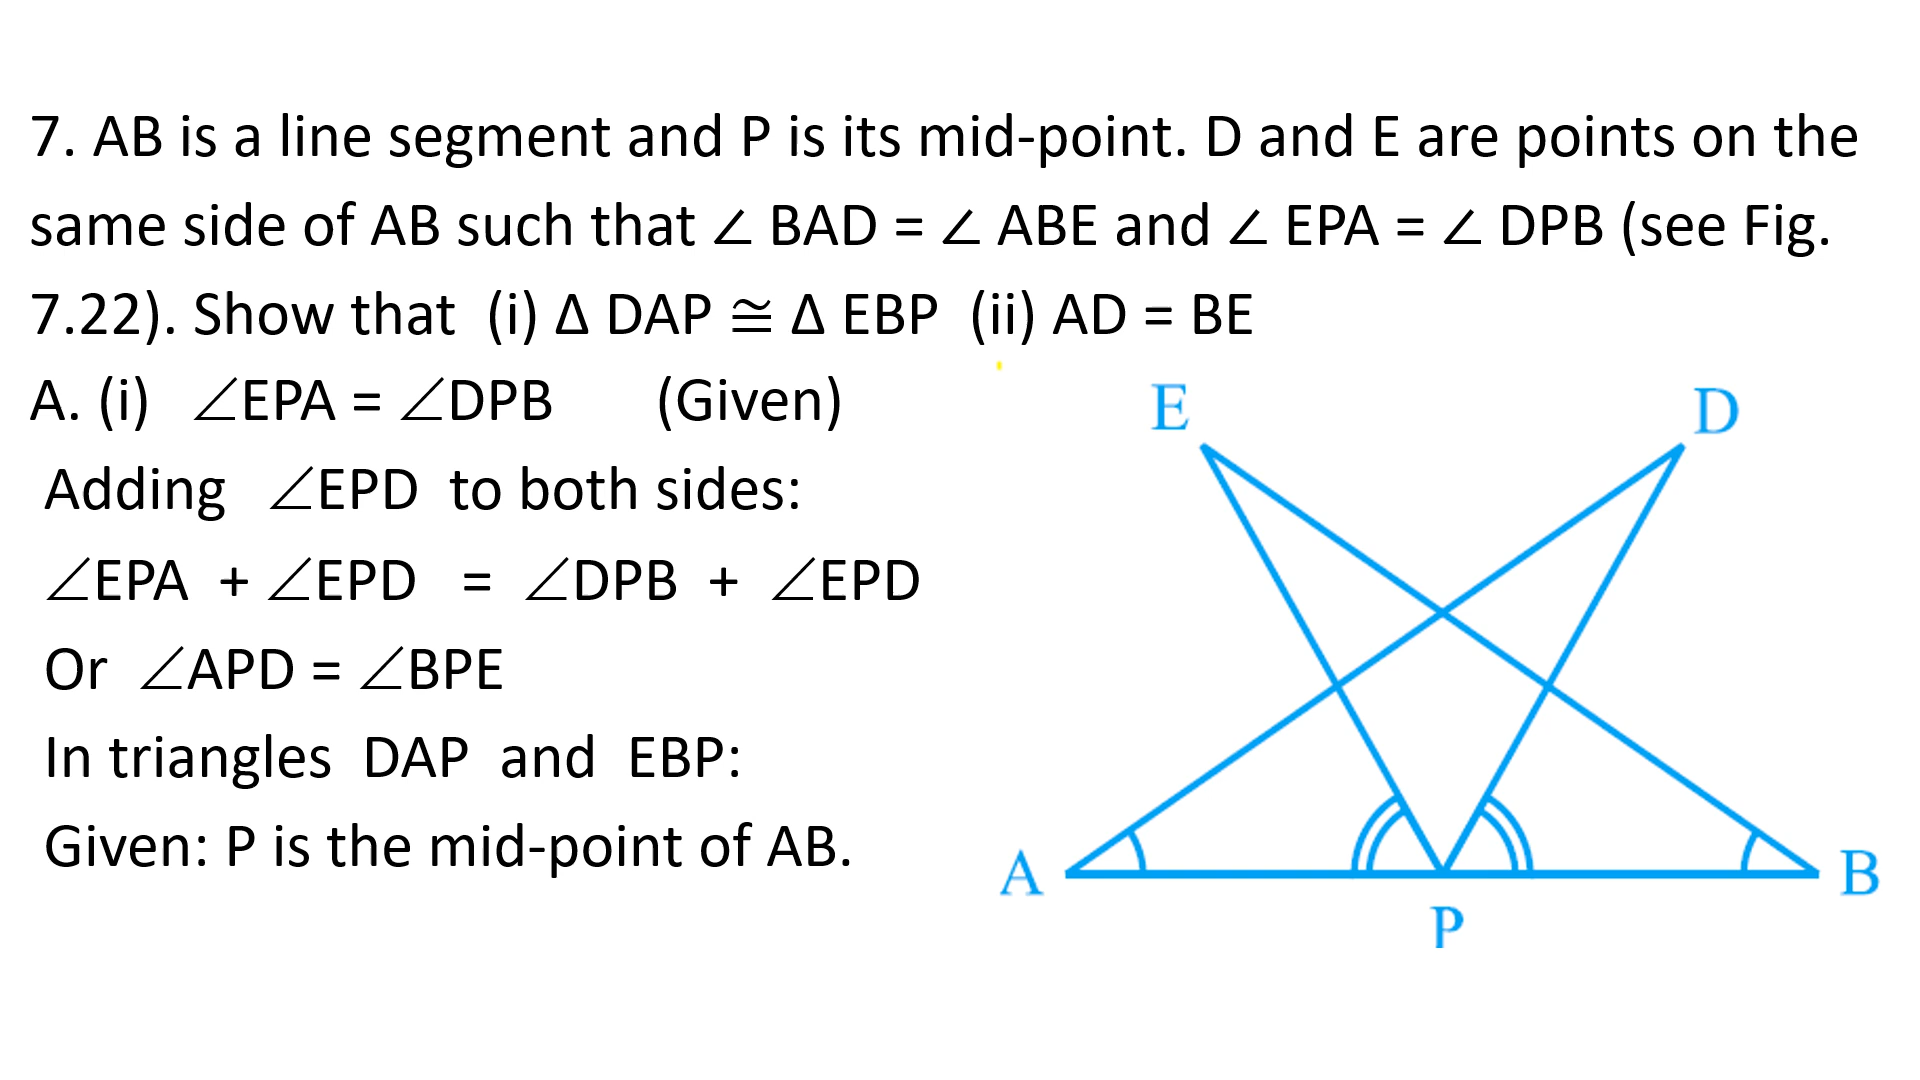 7. AB is a line segment and P is its mid-point. D and E are points on the
same side of AB such that ∠ BAD = ∠ ABE and ∠ EPA = ∠ DPB (see Fig.
7.22). Show that (i) Δ DAP ≅ Δ EBP (ii) AD = BE
A. (i) ∠EPA = ∠DPB (Given)
Adding ∠EPD to both sides:
∠EPA + ∠EPD = ∠DPB + ∠EPD
Or ∠APD = ∠BPE
In triangles DAP and EBP:
Given: P is the mid-point of AB.
E D
A B
P